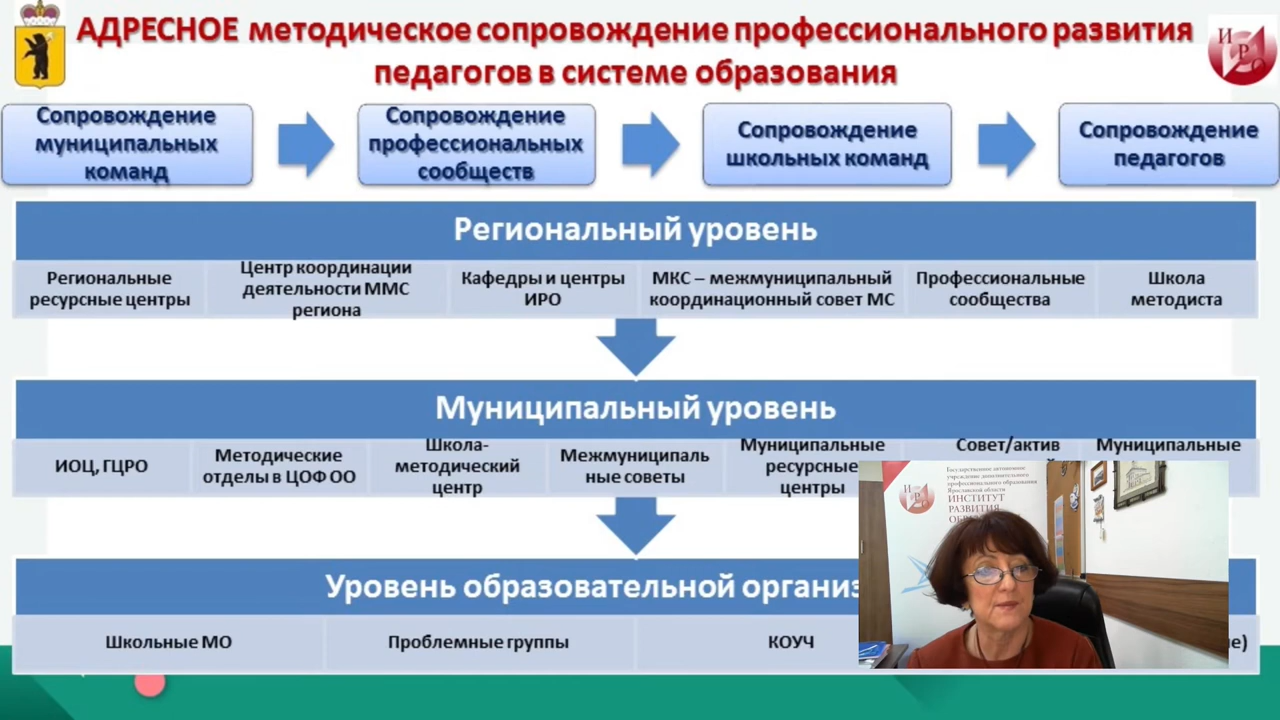 АДРЕСНОЕ методическое сопровождение профессионального развития
педагогов в системе образования
И
Р
О
Сопровождение
муниципальных
команд
Сопровождение
профессиональных
сообществ
Сопровождение
школьных команд
Сопровождение
педагогов
Региональный уровень
Региональные
ресурсные центры
Центр координации
деятельности ММС
региона
Кафедры и центры
ИРО
МКС – межмуниципальный
координационный совет МС
Профессиональные
сообщества
Школа
методиста
Муниципальный уровень
ИОЦ, ГЦРО
Методические
отделы в ЦОФ ОО
Школа-
методический
центр
Межмуниципаль
ные советы
Муниципальные
ресурсные
центры
Совет/актив
Муниципальные
Государственное автономное
учреждение дополнительного
профессионального образования
Ярославской области
ИНСТИТУТ
РАЗВИТИЯ
Уровень образовательной
Школьные МО
Проблемные группы
КОУЧ